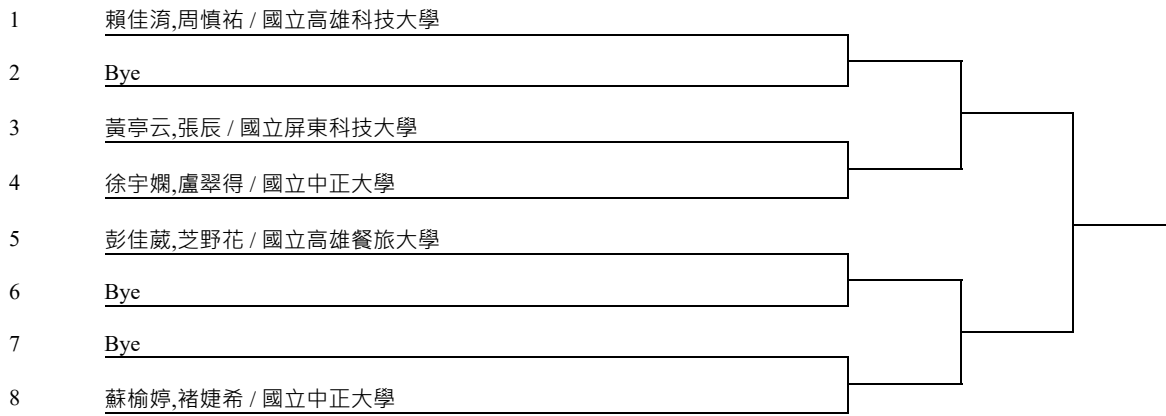 1 賴佳淯,周慎祐 / 國立高雄科技大學
2 Bye
3 黃亭云,張辰 / 國立屏東科技大學
4 徐宇嫻,盧翠得 / 國立中正大學
5 彭佳葳,芝野花 / 國立高雄餐旅大學
6 Bye
7 Bye
8 蘇榆婷,褚婕希 / 國立中正大學